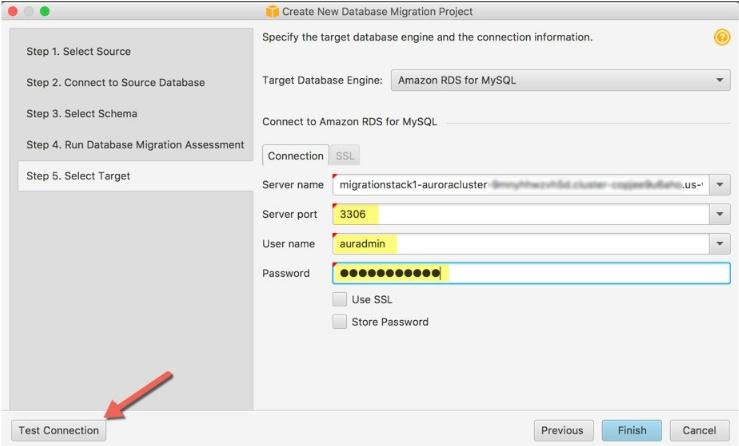 Create New Database Migration Project
Specify the target database engine and the connection information.
Step 1. Select Source
Step 2. Connect to Source Database
Step 3. Select Schema
Step 4. Run Database Migration Assessment
Step 5. Select Target
Target Database Engine: Amazon RDS for MySQL
Connect to Amazon RDS for MySQL
Connection SSL
Server name migrationstack1-auroracluster
Server port 3306
User name auradmin
Password ●●●●●●●●●●●
Use SSL
Store Password
Test Connection Previous Finish Cancel